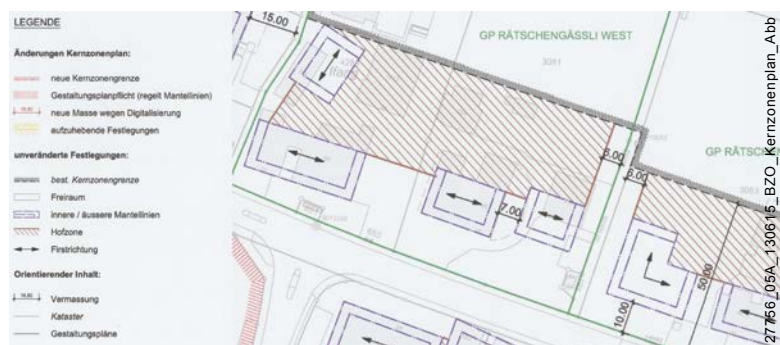 LEGENDE
Änderungen Kernzonenplan:
neue Kernzonengrenze
Gestaltungsplanpflicht (regelt Mantellinien)
neue Masse wegen Digitalisierung
aufzuhebende Festlegungen
unveränderte Festlegungen:
best. Kernzonengrenze
Freiraum
innere / äussere Mantellinien
Hofzone
Firstrichtung
Orientierender Inhalt:
Vermassung
Kataster
Gestaltungspläne
15.00
GP RÄTSCHENGÄSSLI WEST
3081
6.00
6.00
GP RÄTSCHEN
7.00
10.00
50.00
27756_05A_130615_BZO_Kernzonenplan_Abb